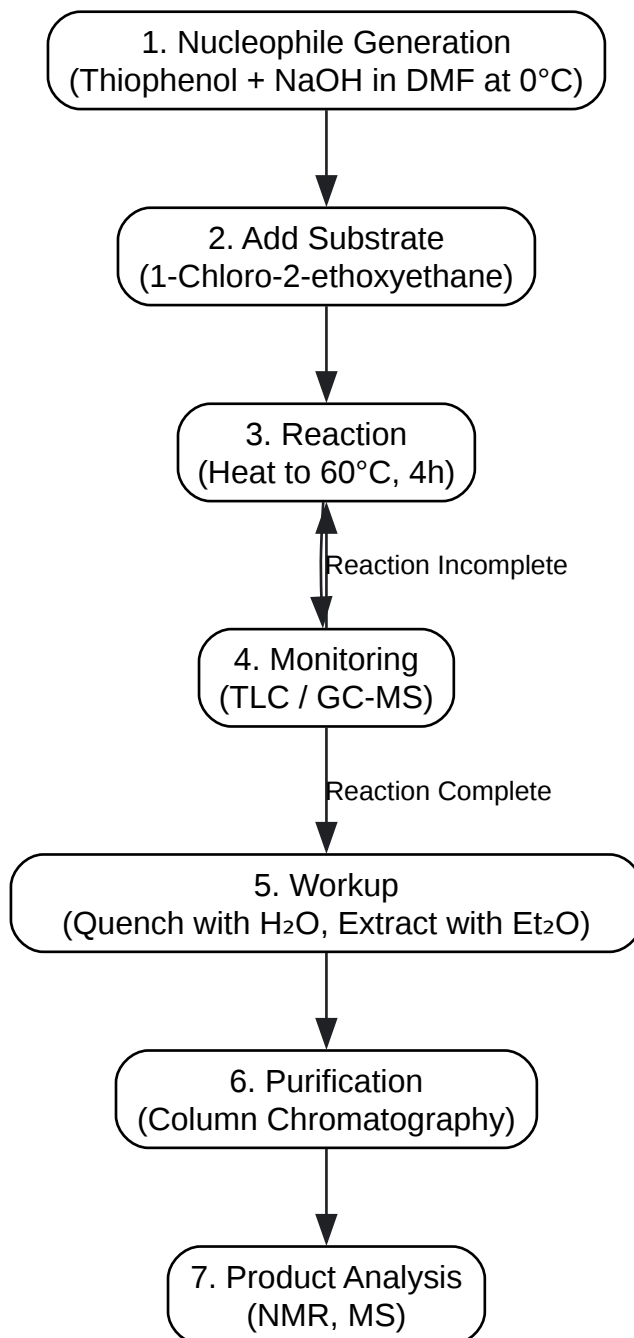 1. Nucleophile Generation
(Thiophenol + NaOH in DMF at 0°C)
2. Add Substrate
(1-Chloro-2-ethoxyethane)
3. Reaction
(Heat to 60°C, 4h)
Reaction Incomplete
4. Monitoring
(TLC / GC-MS)
Reaction Complete
5. Workup
(Quench with H₂O, Extract with Et₂O)
6. Purification
(Column Chromatography)
7. Product Analysis
(NMR, MS)